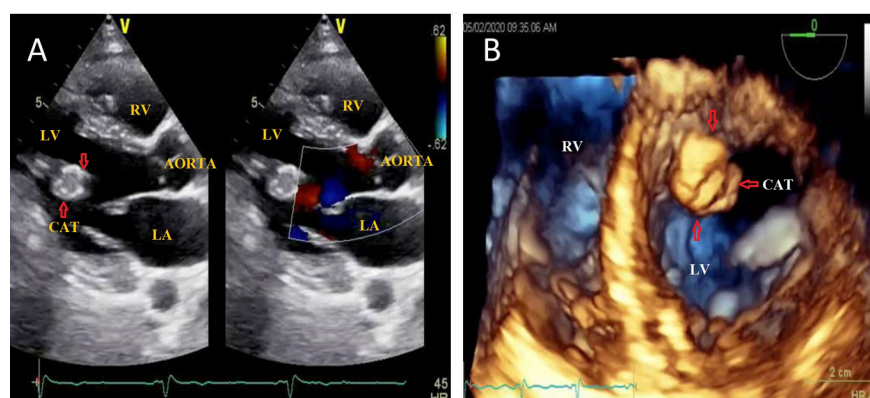 A
V
V
.62
-.62
5
5
RV
RV
LV
LV
AORTA
AORTA
CAT
LA
LA
45
HR
B
05/02/2020 09:35:06 AM
0
RV
CAT
LV
2 cm
HR